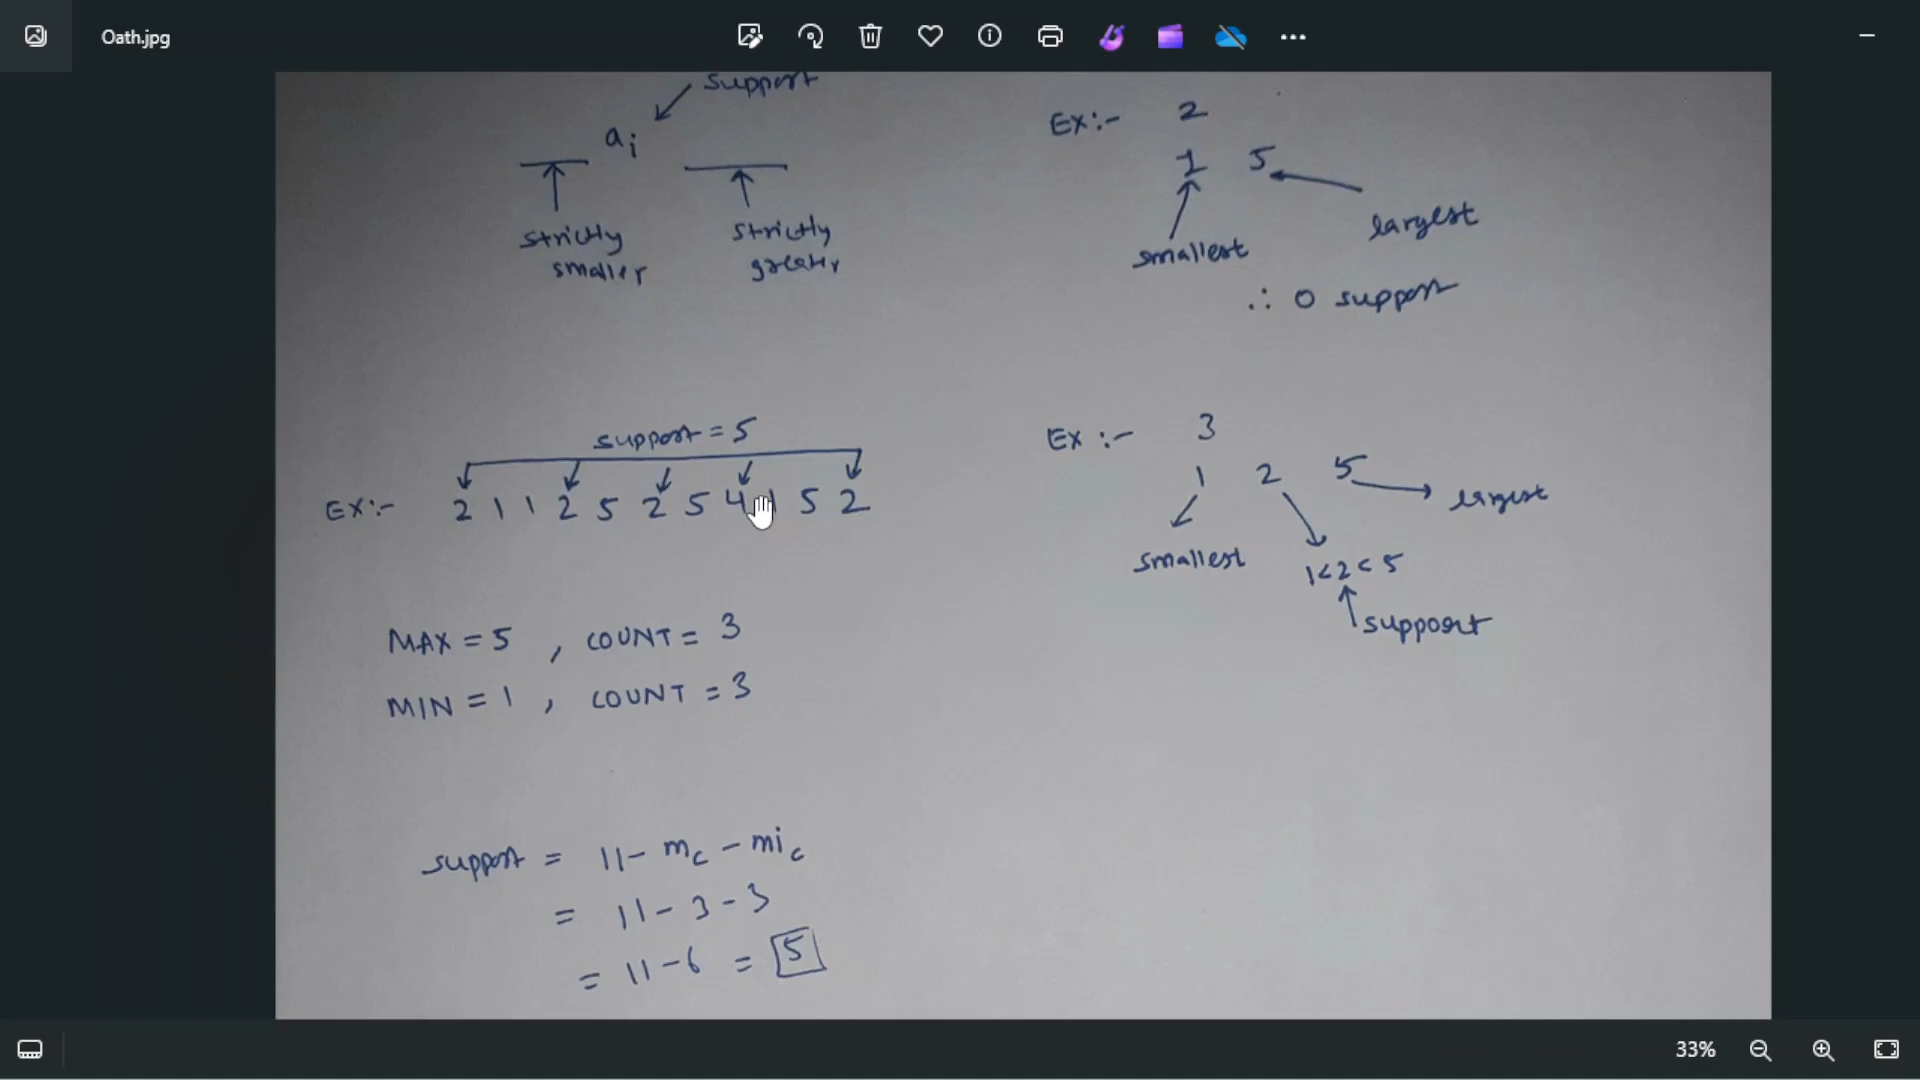 Oath.jpg
support
ai
strictly smaller
strictly greater
Ex:- 2
1 5
smallest
largest
∴ 0 support
support = 5
Ex:- 2 1 1 2 5 2 5 4 1 5 2
MAX = 5 , COUNT = 3
MIN = 1 , COUNT = 3
support = 11 - mc - mic
= 11 - 3 - 3
= 11 - 6 = 5
Ex :- 3
1 2 5
largest
smallest
1 < 2 < 5
support
33%